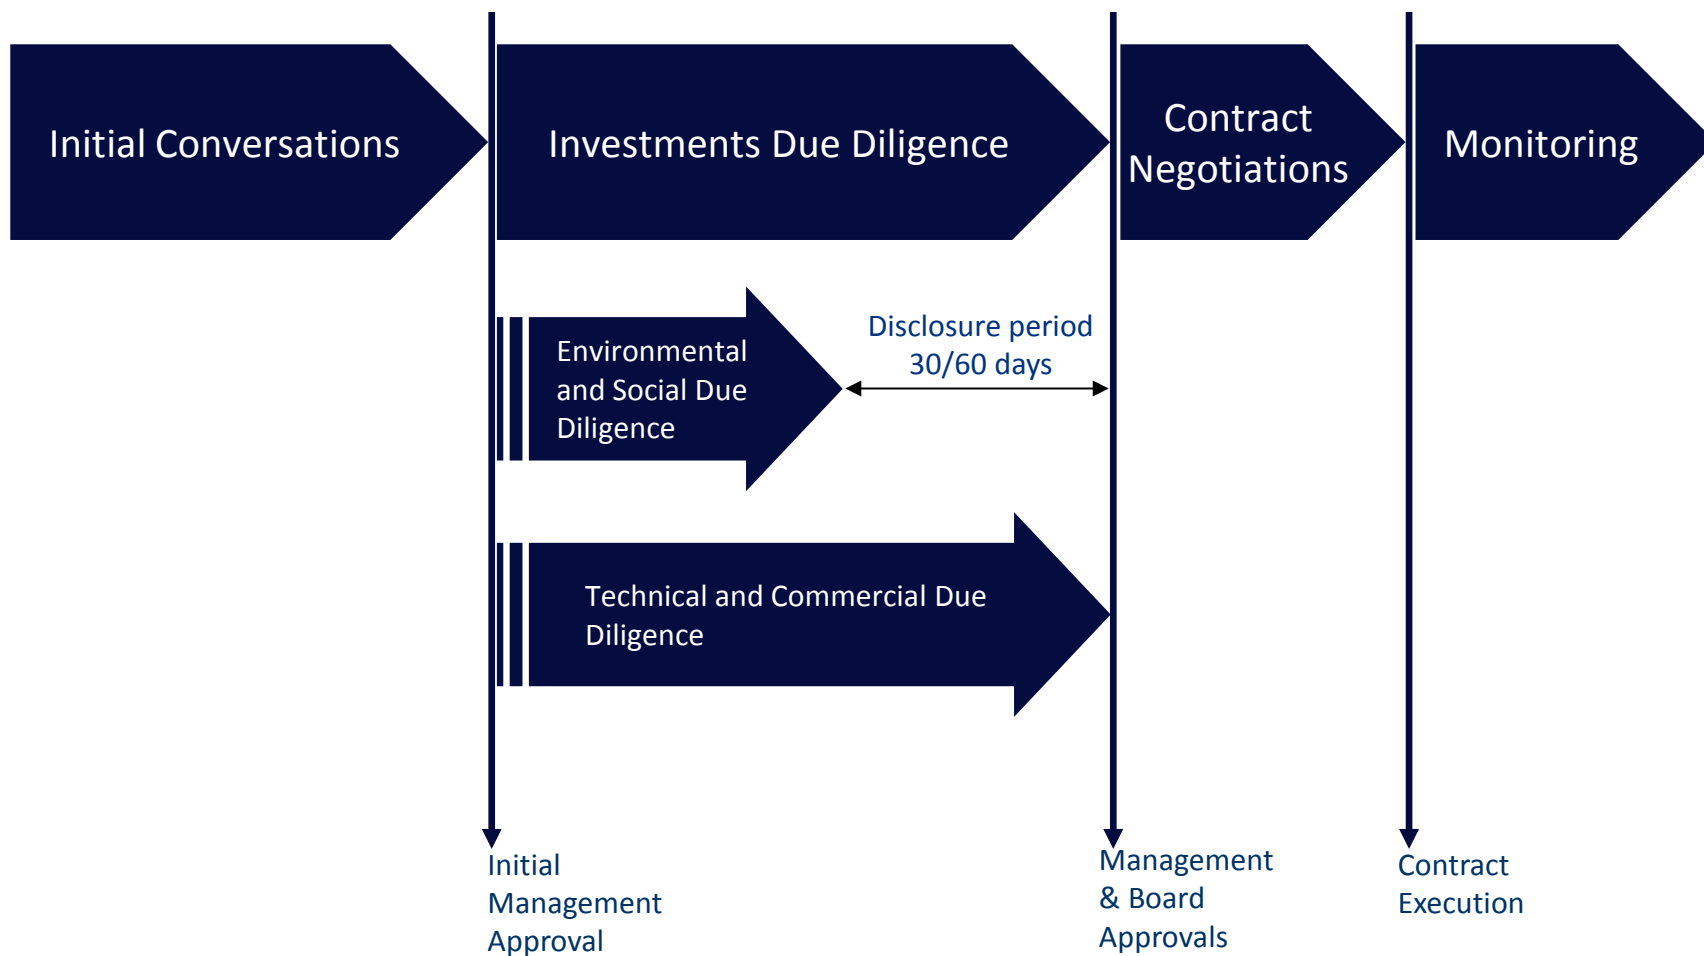 Initial Conversations
Investments Due Diligence
Contract
Negotiations
Monitoring
Environmental
and Social Due
Diligence
Disclosure period
30/60 days
Technical and Commercial Due
Diligence
Initial
Management
Approval
Management
& Board
Approvals
Contract
Execution